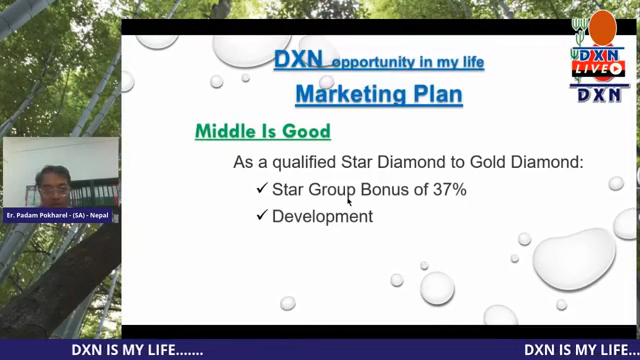 DXN opportunity in my life
Marketing Plan
Middle Is Good
As a qualified Star Diamond to Gold Diamond:
✓ Star Group Bonus of 37%
✓ Development
DXN
LIVE
DXN
Er. Padam Pokharel - (SA) - Nepal
DXN IS MY LIFE.......
DXN IS MY LIFE..